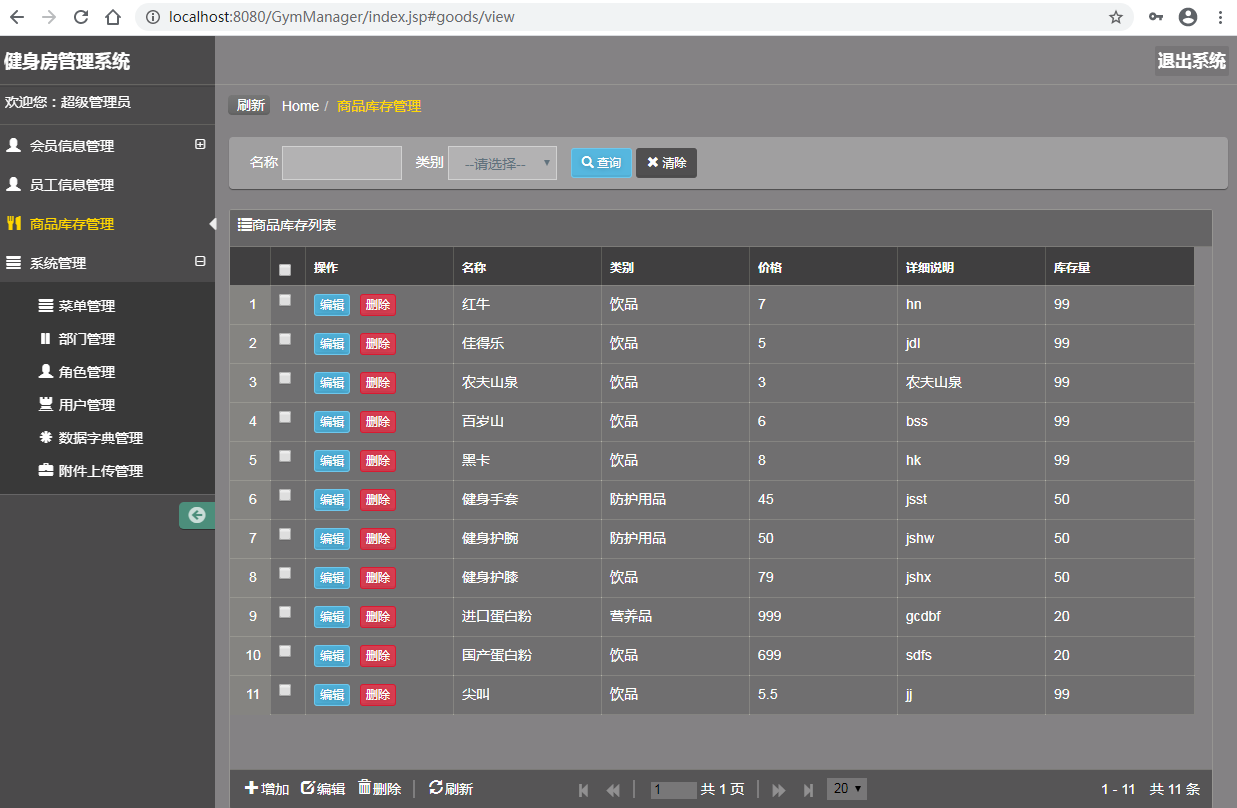 localhost:8080/GymManager/index.jsp#goods/view
健身房管理系统
退出系统
欢迎您：超级管理员
会员信息管理
员工信息管理
商品库存管理
系统管理
菜单管理
部门管理
角色管理
用户管理
数据字典管理
附件上传管理
刷新 Home / 商品库存管理
名称 类别 --请选择-- 查询 清除
商品库存列表
操作 名称 类别 价格 详细说明 库存量
1 编辑 删除 红牛 饮品 7 hn 99
2 编辑 删除 佳得乐 饮品 5 jdl 99
3 编辑 删除 农夫山泉 饮品 3 农夫山泉 99
4 编辑 删除 百岁山 饮品 6 bss 99
5 编辑 删除 黑卡 饮品 8 hk 99
6 编辑 删除 健身手套 防护用品 45 jsst 50
7 编辑 删除 健身护腕 防护用品 50 jshw 50
8 编辑 删除 健身护膝 饮品 79 jshx 50
9 编辑 删除 进口蛋白粉 营养品 999 gcdbf 20
10 编辑 删除 国产蛋白粉 饮品 699 sdfs 20
11 编辑 删除 尖叫 饮品 5.5 jj 99
增加 编辑 删除 刷新 1 共 1 页 20 1 - 11 共 11 条